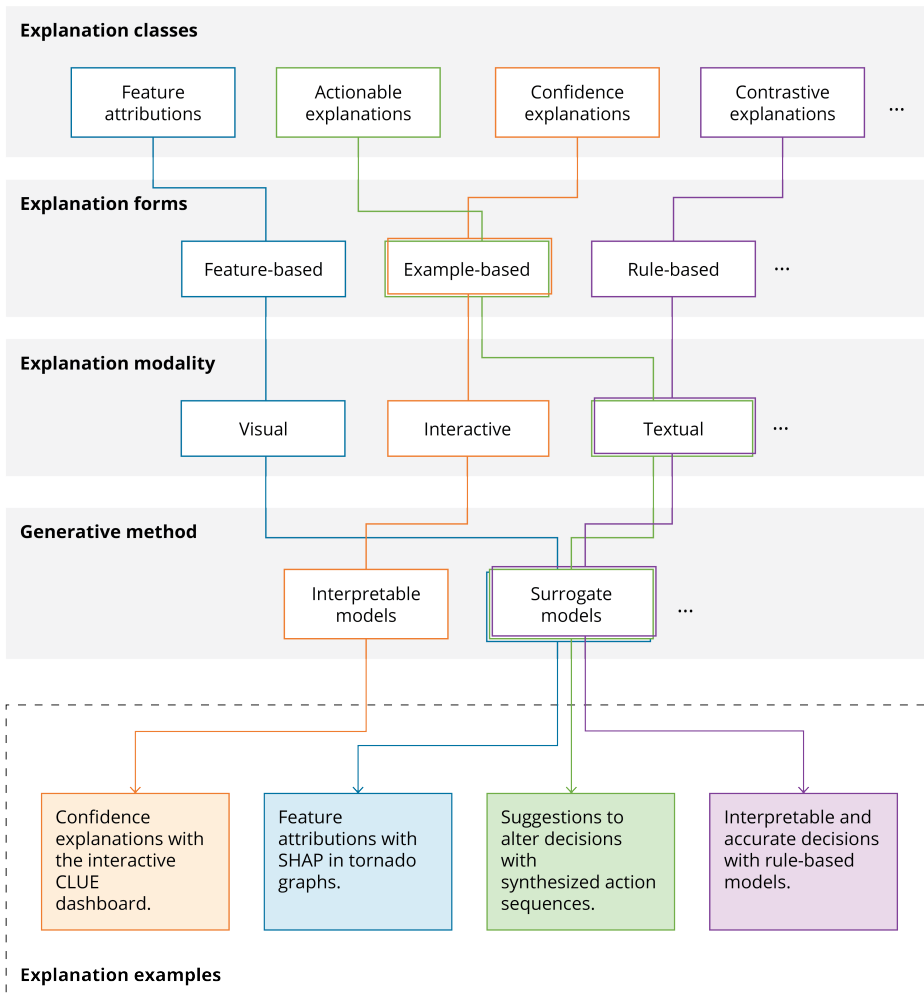 Explanation classes
Feature
attributions
Actionable
explanations
Confidence
explanations
Contrastive
explanations
...
Explanation forms
Feature-based
Example-based
Rule-based
...
Explanation modality
Visual
Interactive
Textual
...
Generative method
Interpretable
models
Surrogate
models
...
Confidence
explanations with
the interactive
CLUE
dashboard.
Feature
attributions with
SHAP in tornado
graphs.
Suggestions to
alter decisions
with
synthesized action
sequences.
Interpretable and
accurate decisions
with rule-based
models.
Explanation examples